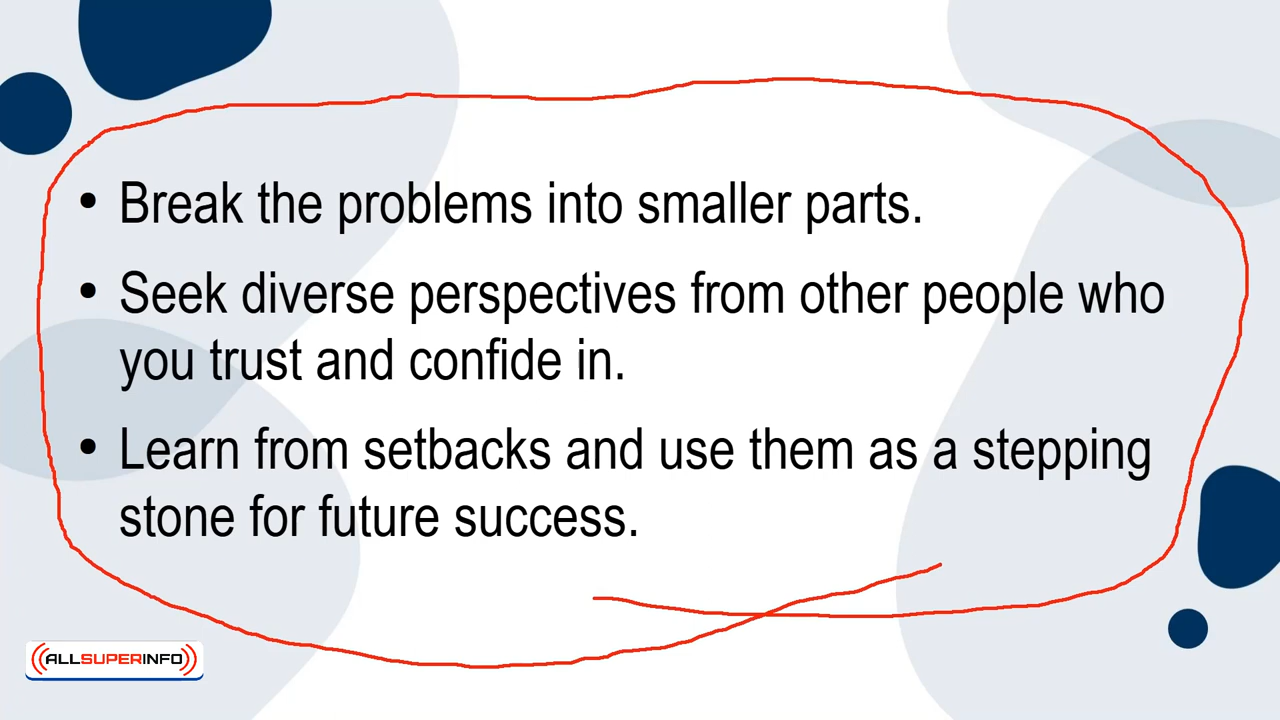 • Break the problems into smaller parts.
• Seek diverse perspectives from other people who
you trust and confide in.
• Learn from setbacks and use them as a stepping
stone for future success.
((ALLSUPERINFO))